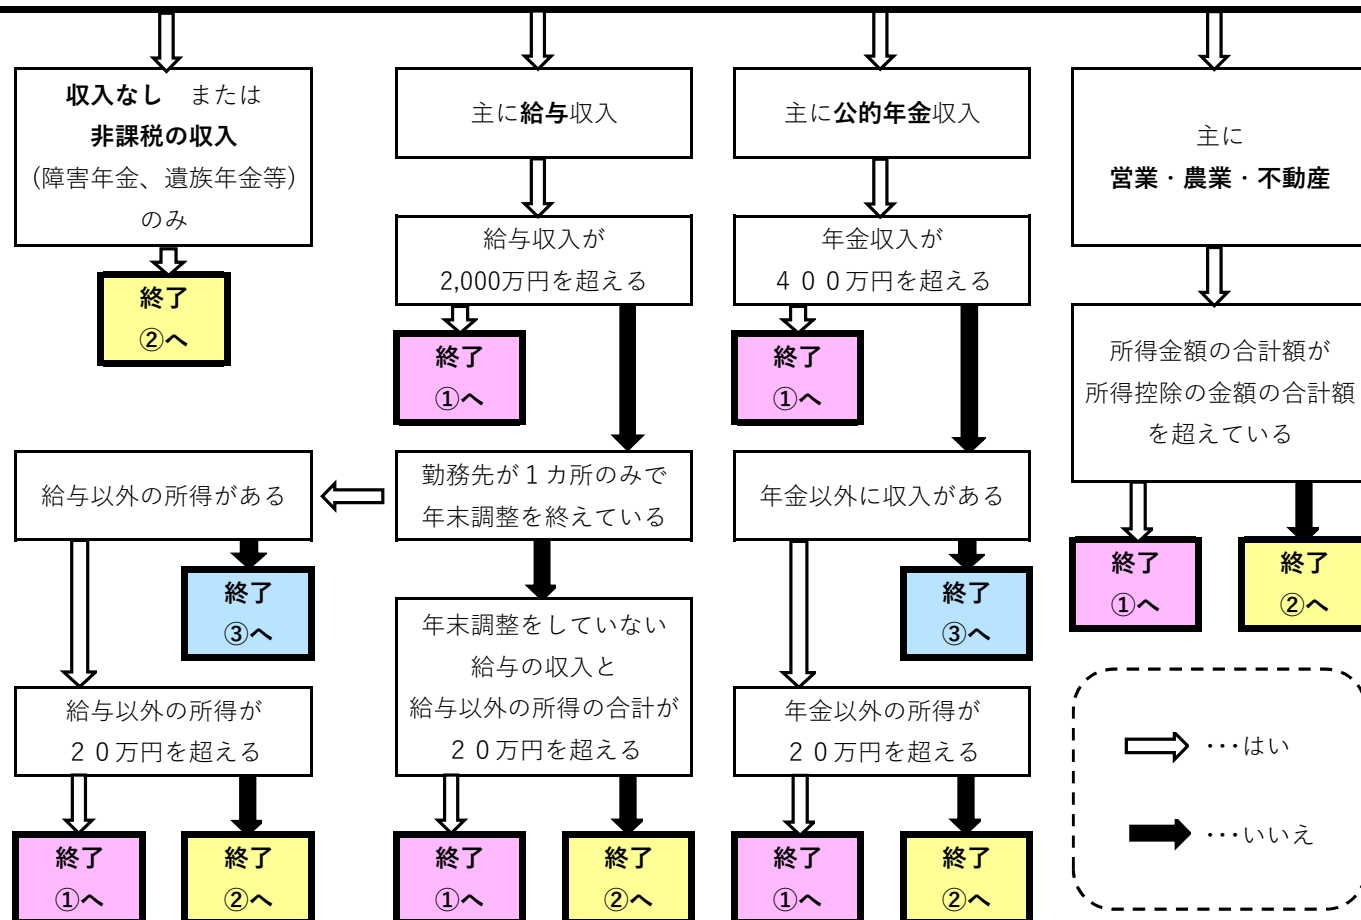 収入なし　または
非課税の収入
(障害年金、遺族年金等)
のみ
終了
②へ
主に給与収入
給与収入が
2,000万円を超える
終了
①へ
勤務先が１カ所のみで
年末調整を終えている
給与以外の所得がある
終了
③へ
給与以外の所得が
２０万円を超える
終了
①へ
終了
②へ
年末調整をしていない
給与の収入と
給与以外の所得の合計が
２０万円を超える
終了
①へ
終了
②へ
主に公的年金収入
年金収入が
４００万円を超える
終了
①へ
年金以外に収入がある
終了
③へ
年金以外の所得が
２０万円を超える
終了
①へ
終了
②へ
主に
営業・農業・不動産
所得金額の合計額が
所得控除の金額の合計額
を超えている
終了
①へ
終了
②へ
･･･はい
･･･いいえ